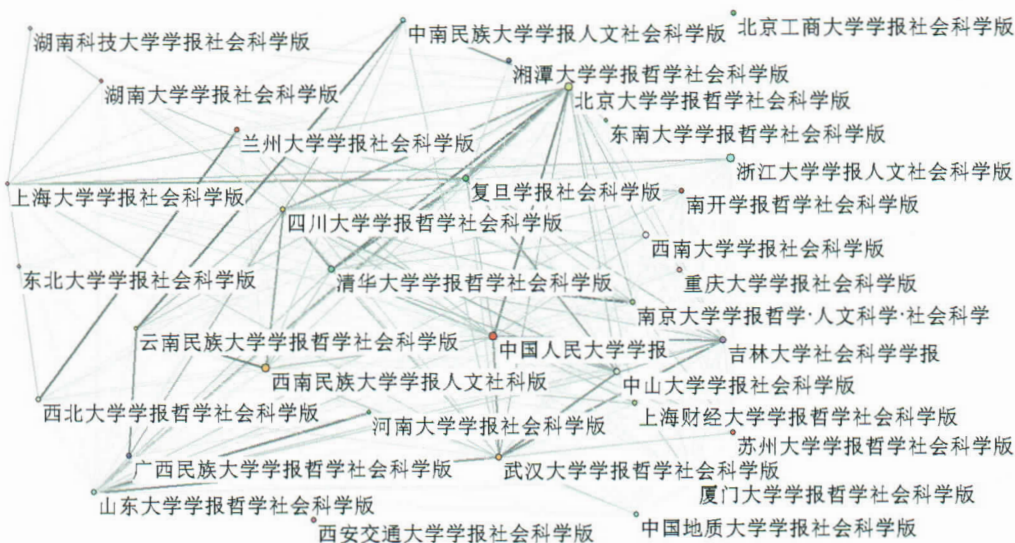 北京工商大学学报社会科学版
中南民族大学学报人文社会科学版
湖南科技大学学报社会科学版
湘潭大学学报哲学社会科学版
湖南大学学报社会科学版
北京大学学报哲学社会科学版
东南大学学报哲学社会科学版
兰州大学学报社会科学版
浙江大学学报人文社会科学版
上海大学学报社会科学版
复旦学报社会科学版
南开学报哲学社会科学版
四川大学学报哲学社会科学版
西南大学学报社会科学版
东北大学学报社会科学版
清华大学学报哲学社会科学版
重庆大学学报社会科学版
南京大学学报哲学·人文科学·社会科学
云南民族大学学报哲学社会科学版
中国人民大学学报
吉林大学社会科学学报
西南民族大学学报人文社科版
中山大学学报社会科学版
西北大学学报哲学社会科学版
上海财经大学学报哲学社会科学版
河南大学学报社会科学版
苏州大学学报哲学社会科学版
广西民族大学学报哲学社会科学版
武汉大学学报哲学社会科学版
厦门大学学报哲学社会科学版
山东大学学报哲学社会科学版
中国地质大学学报社会科学版
西安交通大学学报社会科学版